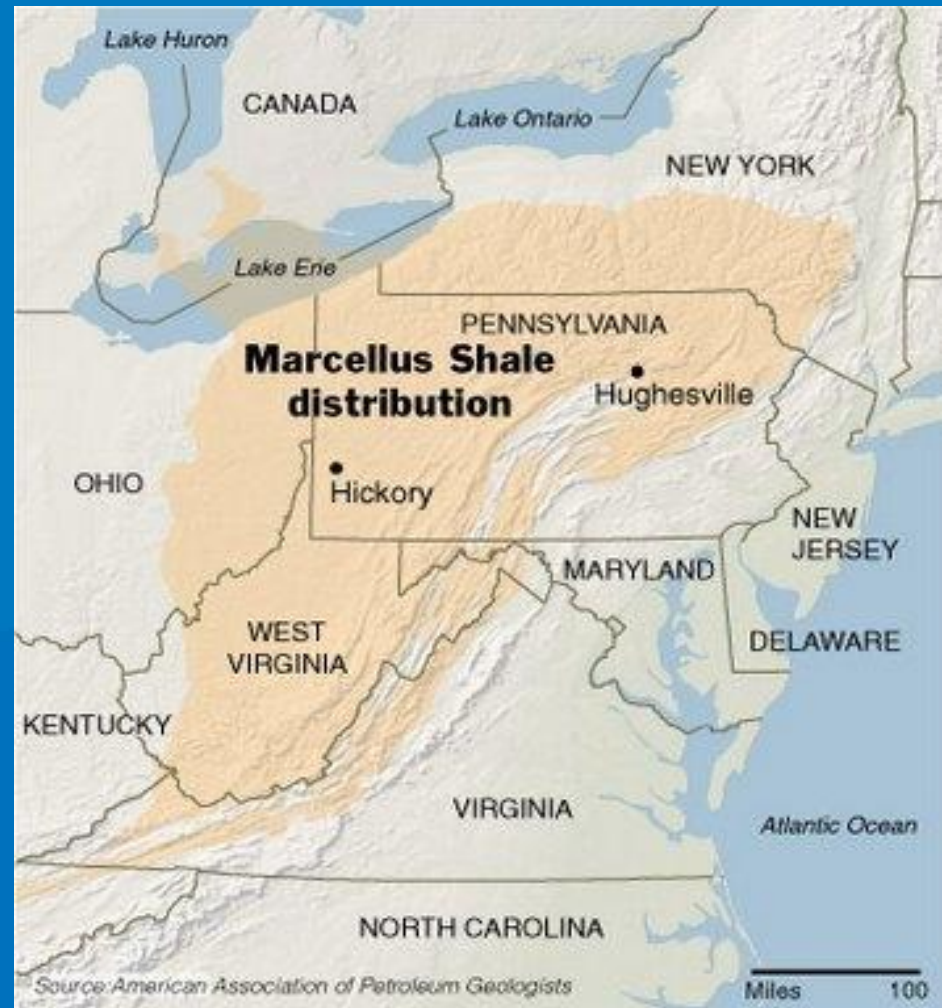 Lake Huron
CANADA
Lake Ontario
NEW YORK
Lake Erie
PENNSYLVANIA
Marcellus Shale
distribution
Hughesville
OHIO
Hickory
NEW
JERSEY
MARYLAND
WEST
VIRGINIA
DELAWARE
KENTUCKY
VIRGINIA
Atlantic Ocean
NORTH CAROLINA
Source:American Association of Petroleum Geologists
Miles 100